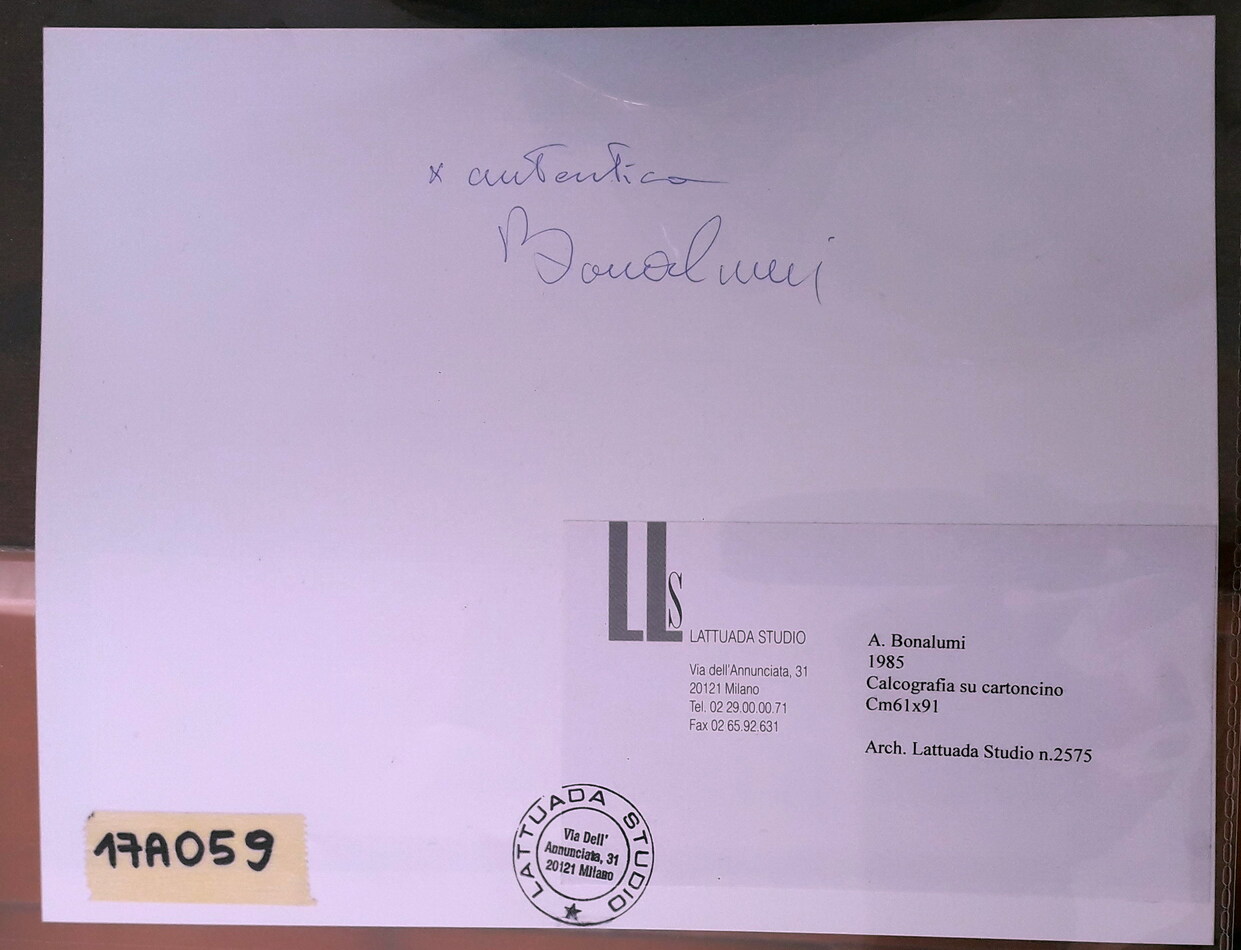 x autentica
Bonalumi
LLS
LATTUADA STUDIO
Via dell'Annunciata, 31
20121 Milano
Tel. 02 29.00.00.71
Fax 02 65.92.631
A. Bonalumi
1985
Calcografia su cartoncino
Cm61x91
Arch. Lattuada Studio n.2575
17A059
LATTUADA STUDIO
Via Dell'
Annunciata, 31
20121 Milano